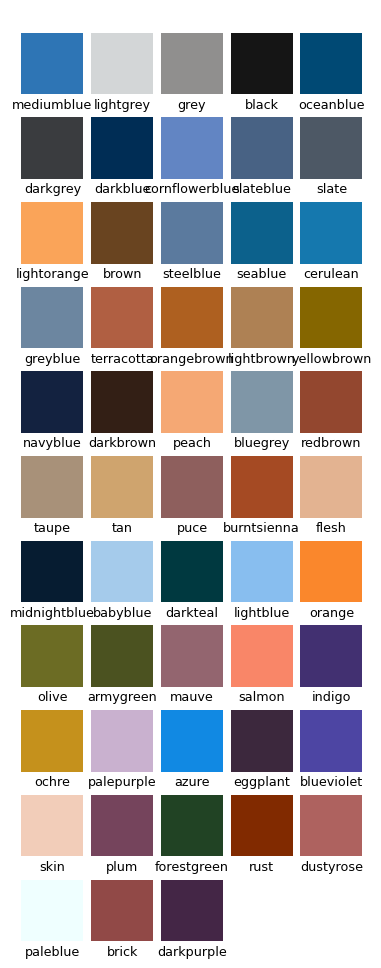 mediumblue lightgrey grey black oceanblue
darkgrey darkblue cornflowerblue slateblue slate
lightorange brown steelblue seablue cerulean
greyblue terracotta orangebrown lightbrown yellowbrown
navyblue darkbrown peach bluegrey redbrown
taupe tan puce burntsienna flesh
midnightblue babyblue darkteal lightblue orange
olive armygreen mauve salmon indigo
ochre palepurple azure eggplant blueviolet
skin plum forestgreen rust dustyrose
paleblue brick darkpurple